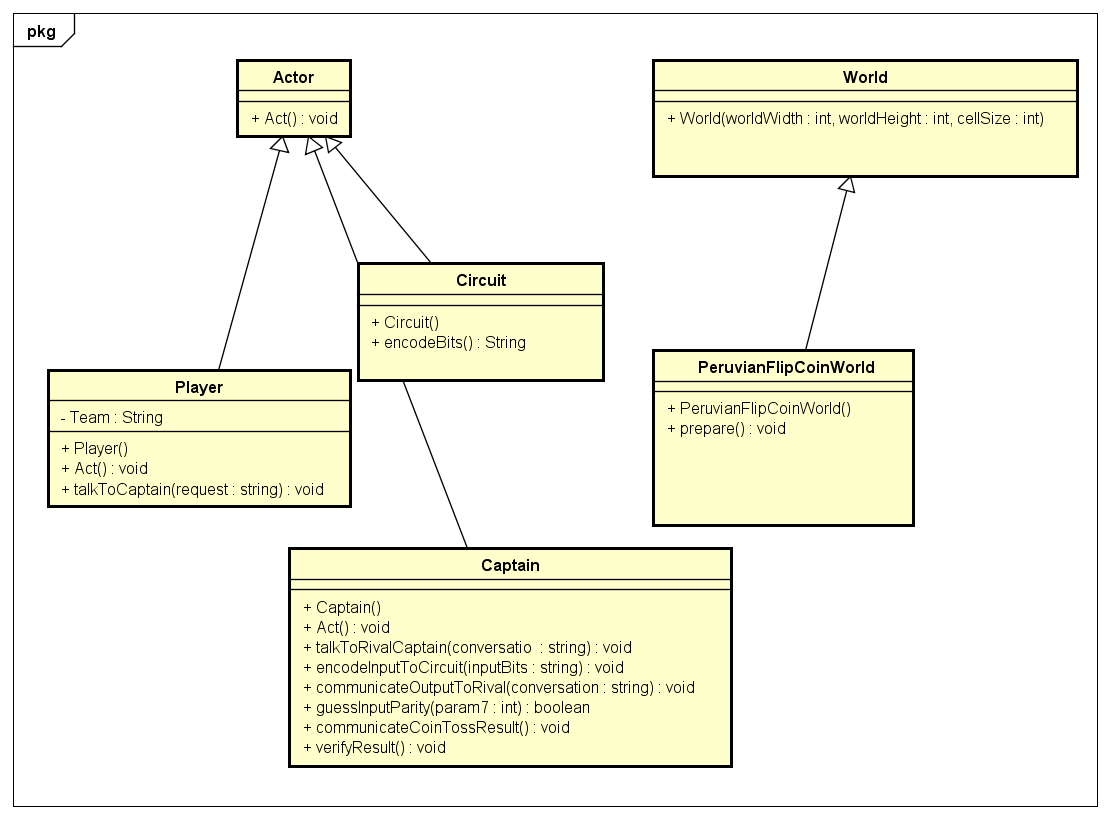 pkg
Actor
+ Act() : void
World
+ World(worldWidth : int, worldHeight : int, cellSize : int)
Circuit
+ Circuit()
+ encodeBits() : String
Player
- Team : String
+ Player()
+ Act() : void
+ talkToCaptain(request : string) : void
PeruvianFlipCoinWorld
+ PeruvianFlipCoinWorld()
+ prepare() : void
Captain
+ Captain()
+ Act() : void
+ talkToRivalCaptain(conversatio : string) : void
+ encodeInputToCircuit(inputBits : string) : void
+ communicateOutputToRival(conversation : string) : void
+ guessInputParity(param7 : int) : boolean
+ communicateCoinTossResult() : void
+ verifyResult() : void